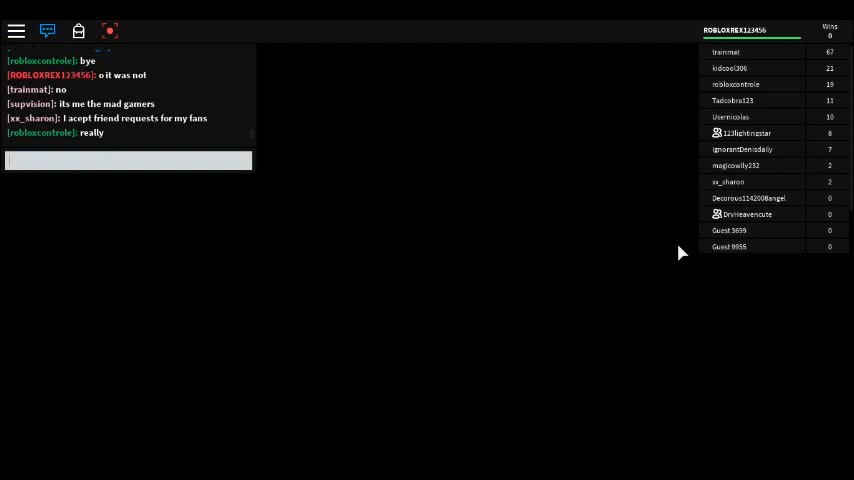 ROBLOXREX123456 Wins
0
[robloxcontrole]: bye
[ROBLOXREX123456]: o it was not
[trainmat]: no
[supvision]: its me the mad gamers
[xx_sharon]: I acept friend requests for my fans
[robloxcontrole]: really
trainmat 67
kidcool306 21
robloxcontrole 19
Tadcobra123 11
Usernicolas 10
123lightingstar 8
IgnorantDenisdaily 7
magicowlly232 2
xx_sharon 2
Decorous1142008angel 0
DryHeavencute 0
Guest 3699 0
Guest 9955 0